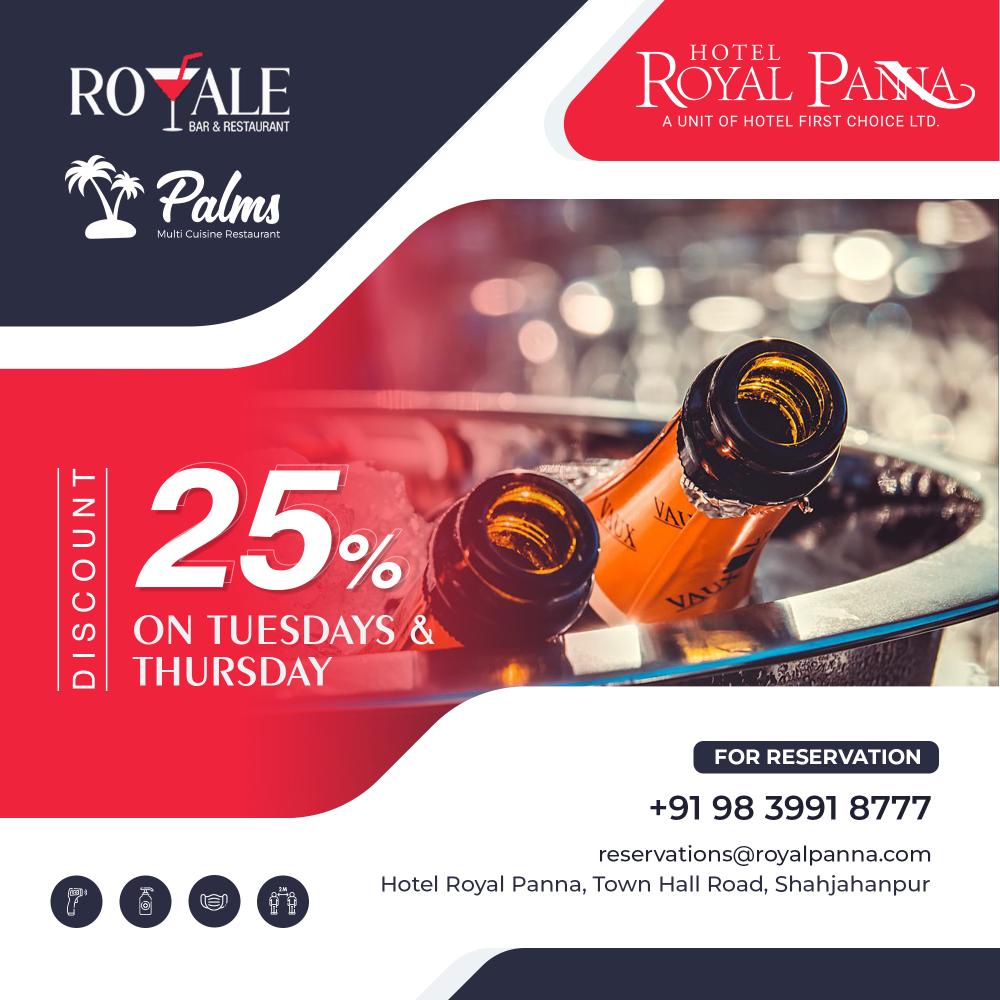 ROYALE
BAR & RESTAURANT
Palms
Multi Cuisine Restaurant
HOTEL
ROYAL PANNA
A UNIT OF HOTEL FIRST CHOICE LTD.
DISCOUNT
25%
ON TUESDAYS &
THURSDAY
VAUX
VAUX
FOR RESERVATION
+91 98 3991 8777
reservations@royalpanna.com
Hotel Royal Panna, Town Hall Road, Shahjahanpur
2M